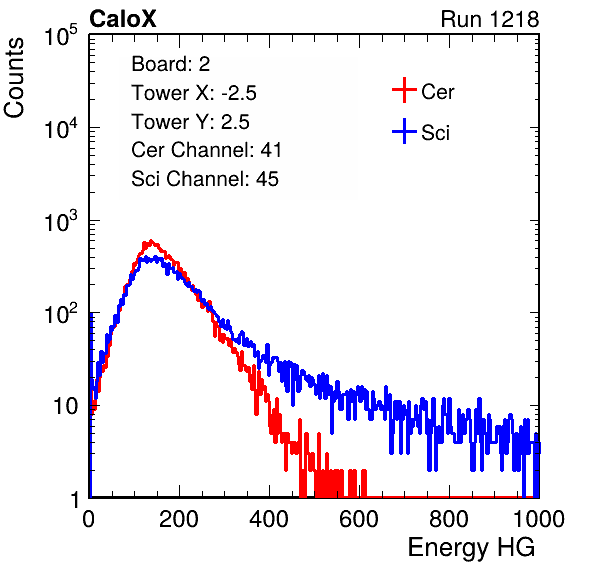 CaloX Run 1218
Counts
Board: 2
Tower X: -2.5
Tower Y: 2.5
Cer Channel: 41
Sci Channel: 45
Cer
Sci
10^5
10^4
10^3
10^2
10
1
0 200 400 600 800 1000
Energy HG